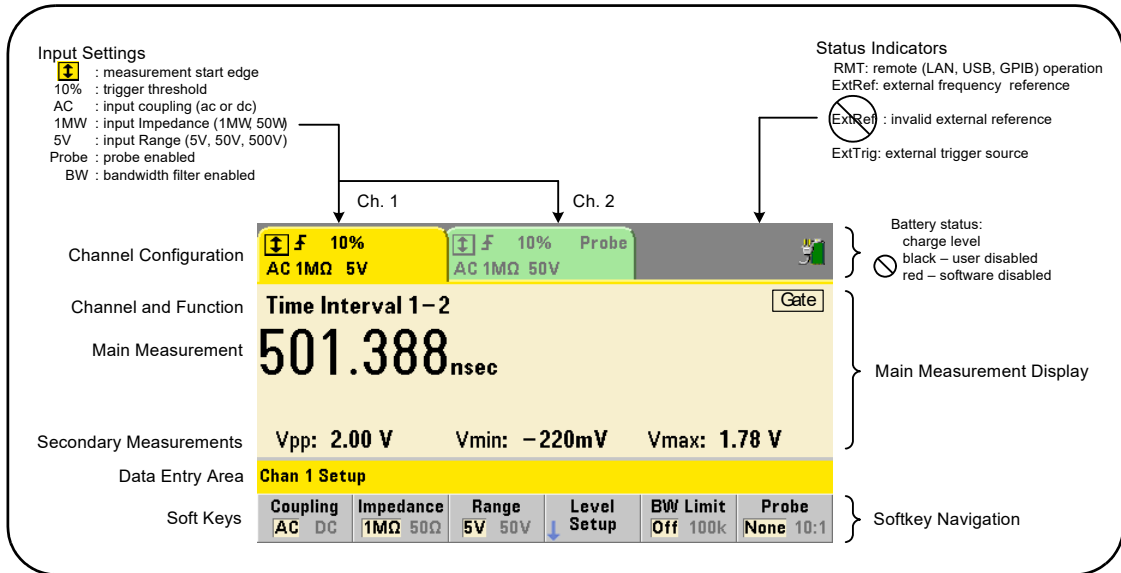 Input Settings
: measurement start edge
10% : trigger threshold
AC : input coupling (ac or dc)
1MW : input Impedance (1MW, 50W)
5V : input Range (5V, 50V, 500V)
Probe : probe enabled
BW : bandwidth filter enabled
Status Indicators
RMT: remote (LAN, USB, GPIB) operation
ExtRef: external frequency reference
ExtRef : invalid external reference
ExtTrig: external trigger source
Ch. 1
Ch. 2
Channel Configuration
10%
AC 1MΩ 5V
10% Probe
AC 1MΩ 50V
Battery status:
charge level
black – user disabled
red – software disabled
Channel and Function
Time Interval 1–2
Gate
Main Measurement
501.388 nsec
Main Measurement Display
Secondary Measurements
Vpp: 2.00 V Vmin: –220mV Vmax: 1.78 V
Data Entry Area
Chan 1 Setup
Soft Keys
Coupling Impedance Range Level BW Limit Probe
AC DC 1MΩ 50Ω 5V 50V Setup Off 100k None 10:1
Softkey Navigation